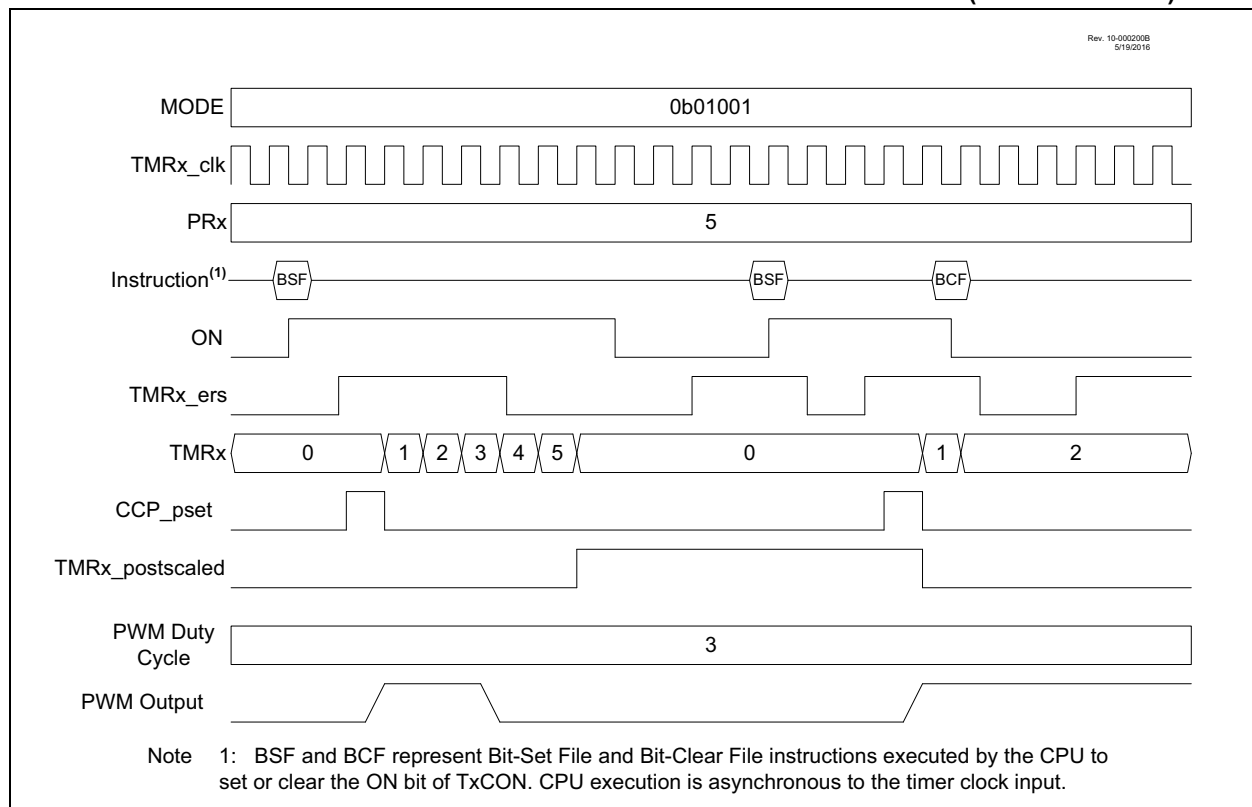 Rev. 10-000200B
5/19/2016
MODE 0b01001
TMRx_clk
PRx 5
Instruction(1) BSF BSF BCF
ON
TMRx_ers
TMRx 0 1 2 3 4 5 0 1 2
CCP_pset
TMRx_postscaled
PWM Duty
Cycle 3
PWM Output
Note 1: BSF and BCF represent Bit-Set File and Bit-Clear File instructions executed by the CPU to
set or clear the ON bit of TxCON. CPU execution is asynchronous to the timer clock input.